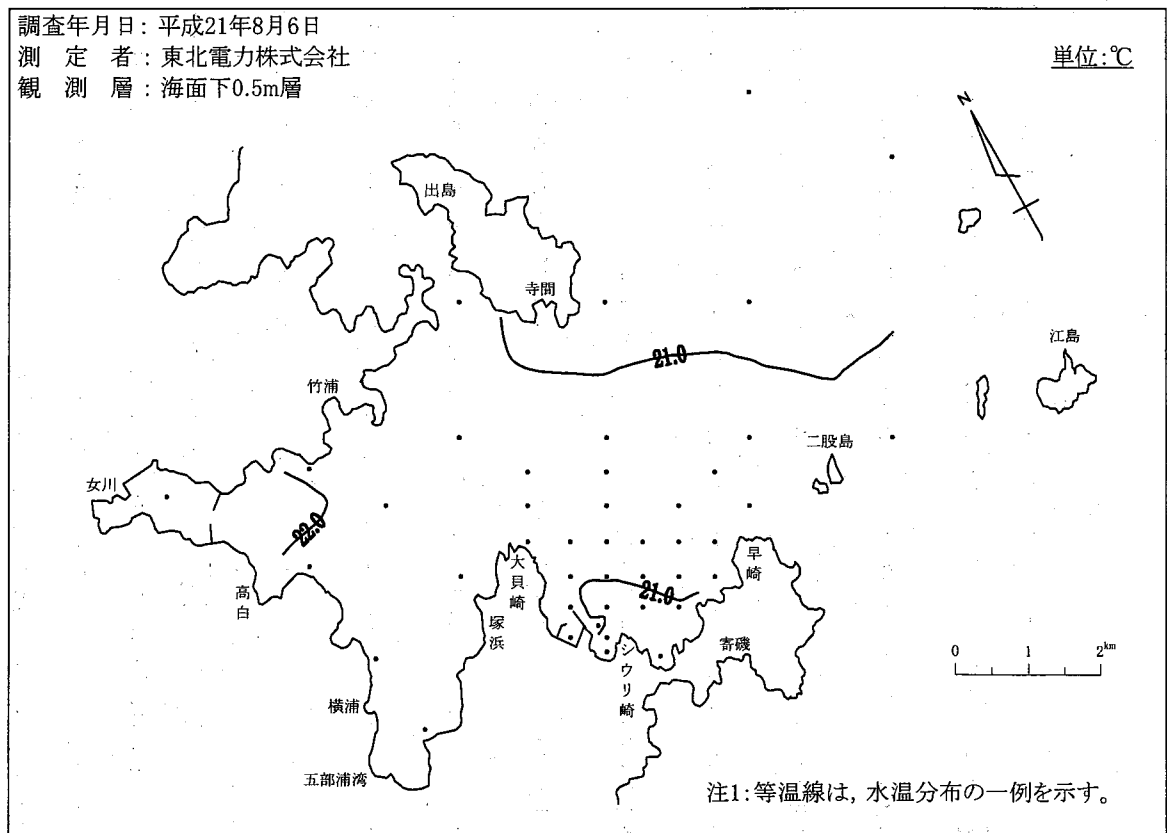 調査年月日：平成21年8月6日
測定者：東北電力株式会社
観測層：海面下0.5m層
単位：℃
N
出島
寺間
21.0
江島
竹浦
二股島
女川
22.0
大貝崎
早崎
高白
21.0
塚浜
シウリ崎
寄磯
0 1 2km
横浦
五部浦湾
注1：等温線は，水温分布の一例を示す。